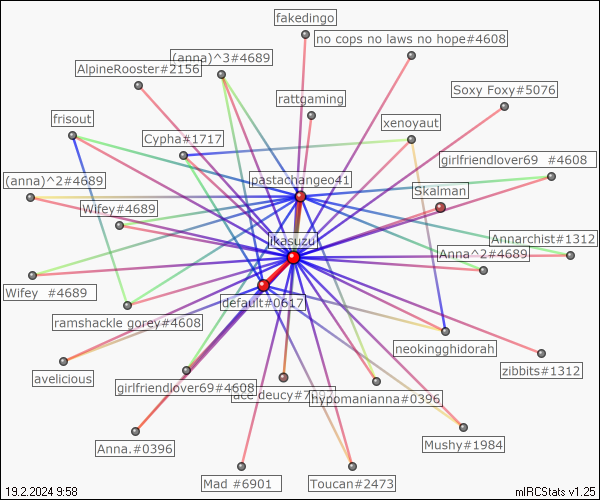 fakedingo
no cops no laws no hope#4608
(anna)^3#4689
AlpineRooster#2156
Soxy Foxy#5076
rattgaming
frisout
xenoyaut
Cypha#1717
girlfriendlover69 #4608
pastachangeo41
(anna)^2#4689
Skalman
Wifey#4689
ikasuzu
Annarchist#1312
Anna^2#4689
Wifey #4689
default#0617
ramshackle gorey#4608
neokingghidorah
zibbits#1312
avelicious
girlfriendlover69#4608
ace deucy#7092
hypomanianna#0396
Anna.#0396
Mushy#1984
Mad #6901
Toucan#2473
19.2.2024 9:58
mIRCStats v1.25